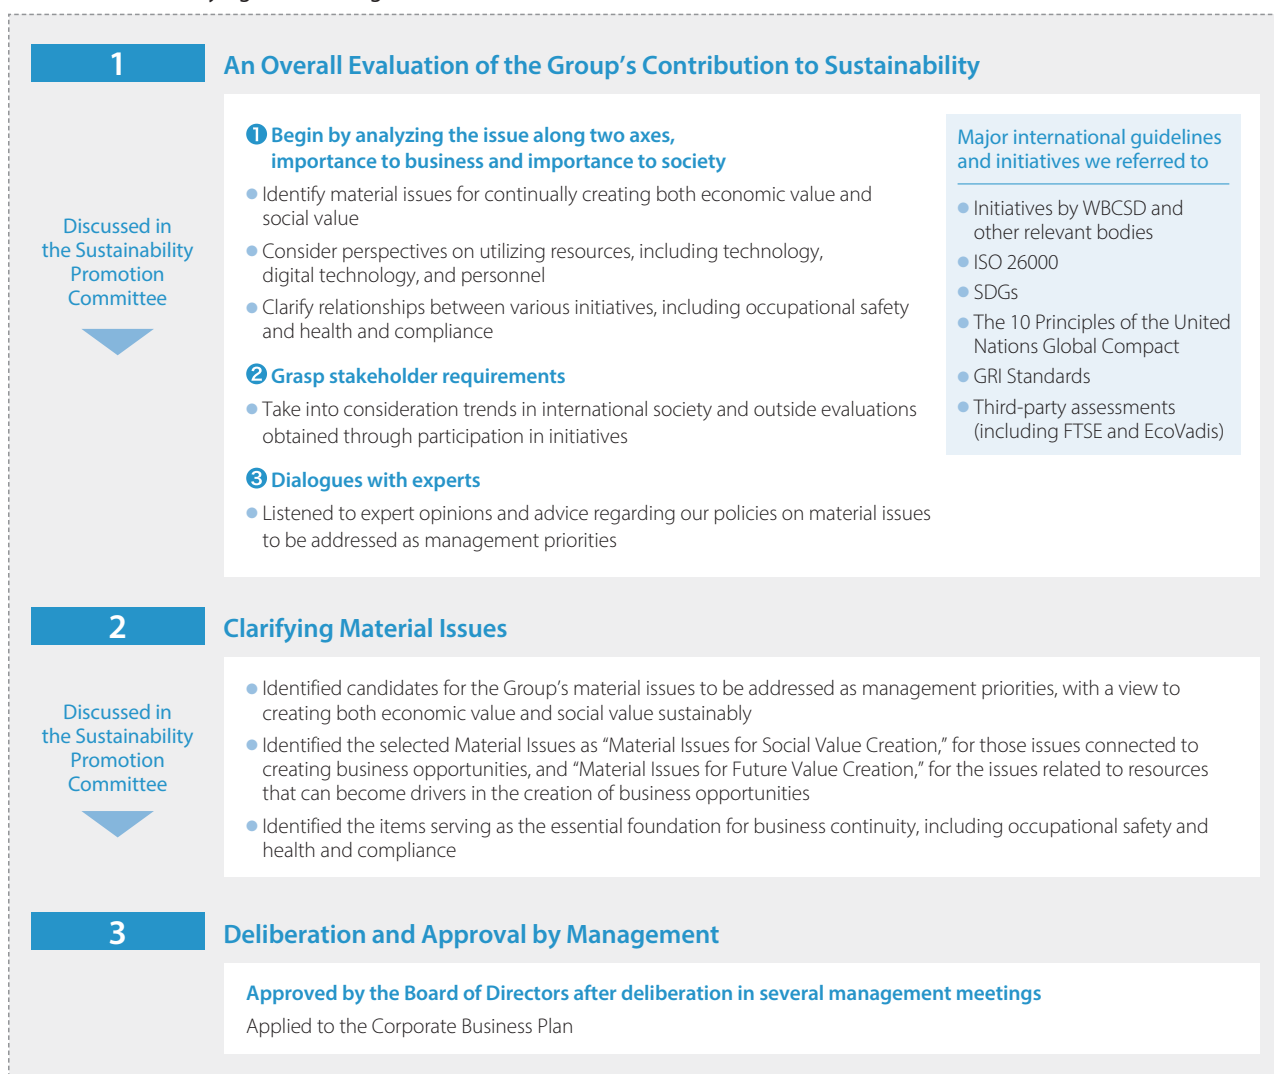 1
An Overall Evaluation of the Group’s Contribution to Sustainability
Discussed in
the Sustainability
Promotion
Committee
❶ Begin by analyzing the issue along two axes,
importance to business and importance to society
● Identify material issues for continually creating both economic value and
social value
● Consider perspectives on utilizing resources, including technology,
digital technology, and personnel
● Clarify relationships between various initiatives, including occupational safety
and health and compliance
❷ Grasp stakeholder requirements
● Take into consideration trends in international society and outside evaluations
obtained through participation in initiatives
❸ Dialogues with experts
● Listened to expert opinions and advice regarding our policies on material issues
to be addressed as management priorities
Major international guidelines
and initiatives we referred to
● Initiatives by WBCSD and
other relevant bodies
● ISO 26000
● SDGs
● The 10 Principles of the United
Nations Global Compact
● GRI Standards
● Third-party assessments
(including FTSE and EcoVadis)
2
Clarifying Material Issues
Discussed in
the Sustainability
Promotion
Committee
● Identified candidates for the Group’s material issues to be addressed as management priorities, with a view to
creating both economic value and social value sustainably
● Identified the selected Material Issues as “Material Issues for Social Value Creation,” for those issues connected to
creating business opportunities, and “Material Issues for Future Value Creation,” for the issues related to resources
that can become drivers in the creation of business opportunities
● Identified the items serving as the essential foundation for business continuity, including occupational safety and
health and compliance
3
Deliberation and Approval by Management
Approved by the Board of Directors after deliberation in several management meetings
Applied to the Corporate Business Plan